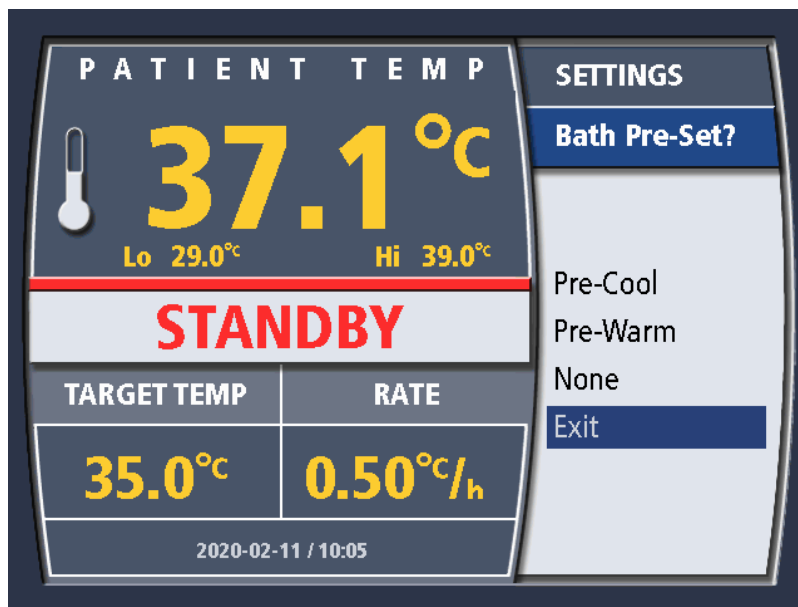 PATIENT TEMP
37.1°C
Lo 29.0°C Hi 39.0°C
STANDBY
TARGET TEMP RATE
35.0°C 0.50°C/h
2020-02-11 / 10:05
SETTINGS
Bath Pre-Set?
Pre-Cool
Pre-Warm
None
Exit